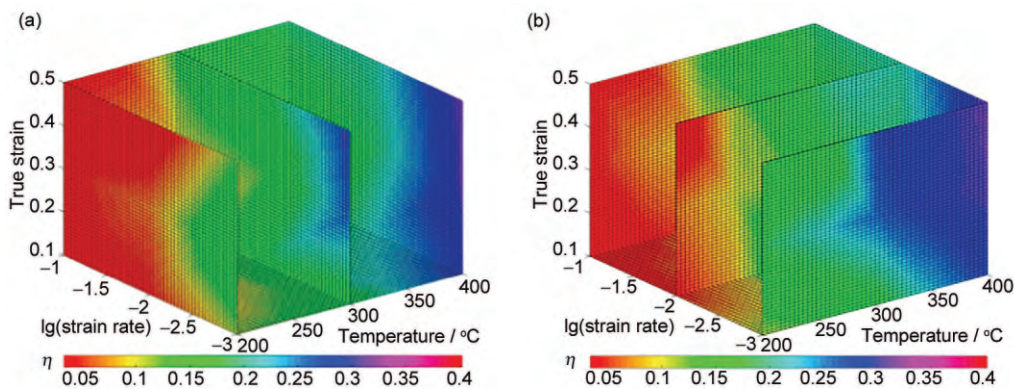 (a)
True strain
0.5
0.4
0.3
0.2
0.1
–1
–1.5
–2
–2.5
–3
lg(strain rate)
200
250
300
350
400
Temperature / °C
η
0.05 0.1 0.15 0.2 0.25 0.3 0.35 0.4
(b)
True strain
0.5
0.4
0.3
0.2
0.1
–1
–1.5
–2
–2.5
–3
lg(strain rate)
200
250
300
350
400
Temperature / °C
η
0.05 0.1 0.15 0.2 0.25 0.3 0.35 0.4